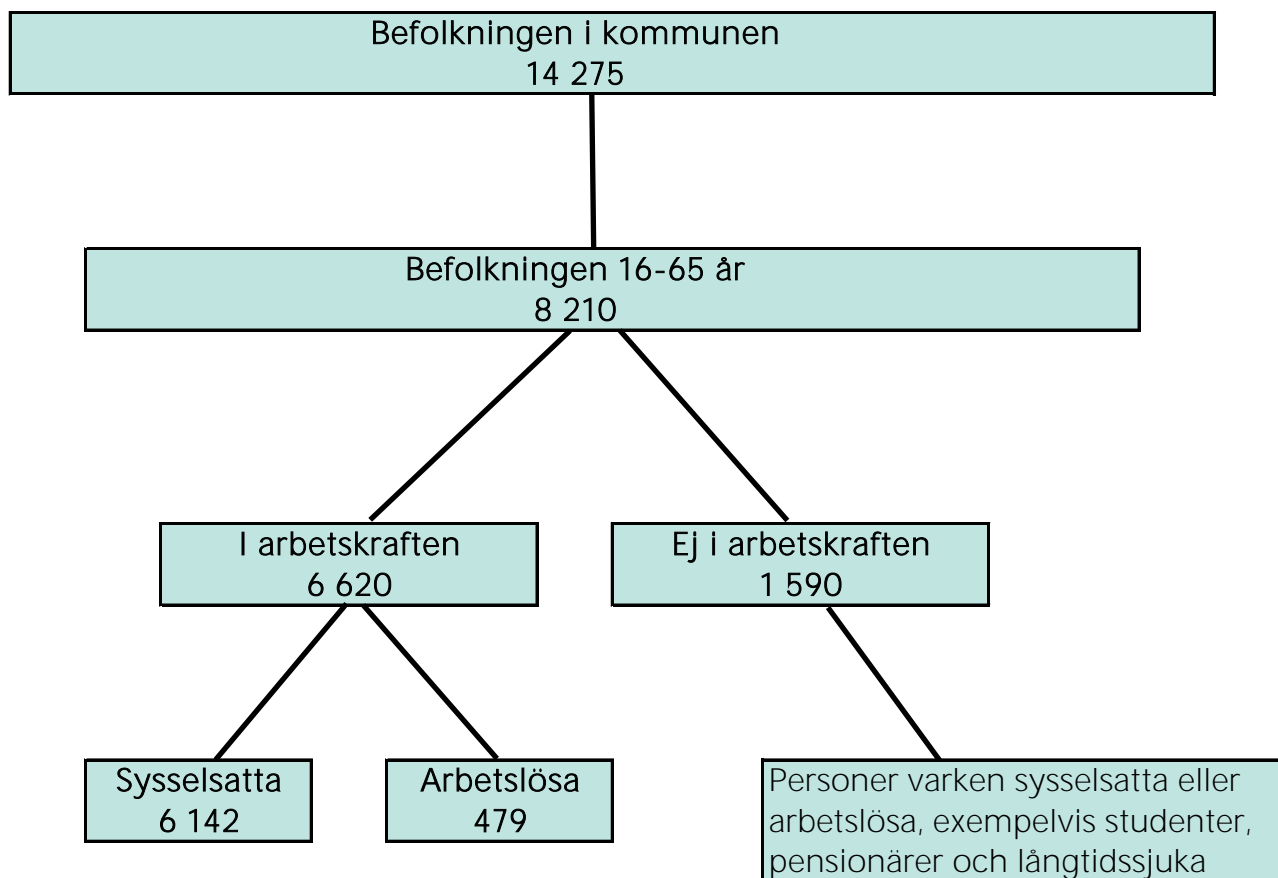 Befolkningen i kommunen
14 275
Befolkningen 16-65 år
8 210
I arbetskraften
6 620
Ej i arbetskraften
1 590
Sysselsatta
6 142
Arbetslösa
479
Personer varken sysselsatta eller
arbetslösa, exempelvis studenter,
pensionärer och långtidssjuka